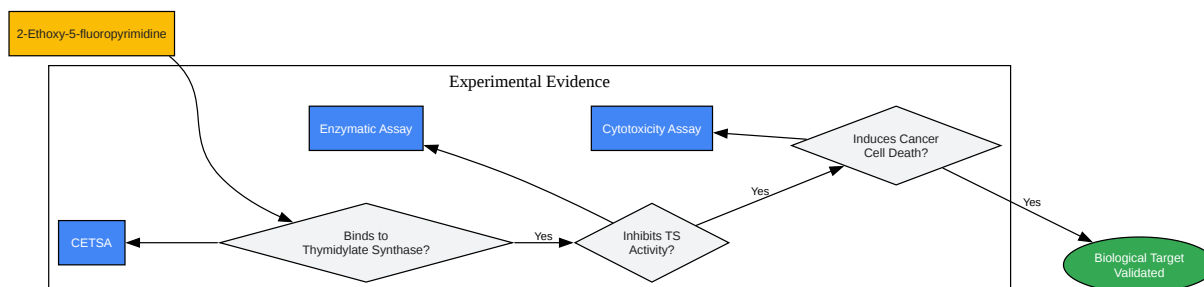 2-Ethoxy-5-fluoropyrimidine
Experimental Evidence
Enzymatic Assay
Cytotoxicity Assay
Induces Cancer
Cell Death?
Yes
Yes
CETSA
Binds to
Thymidylate Synthase?
Yes
Inhibits TS
Activity?
Biological Target
Validated